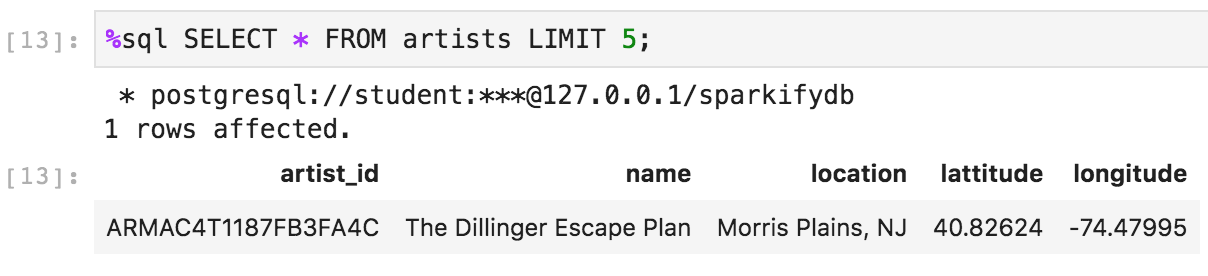 [13]: %sql SELECT * FROM artists LIMIT 5;
* postgresql://student:***@127.0.0.1/sparkifydb
1 rows affected.
[13]: artist_id name location lattitude longitude
ARMAC4T1187FB3FA4C The Dillinger Escape Plan Morris Plains, NJ 40.82624 -74.47995